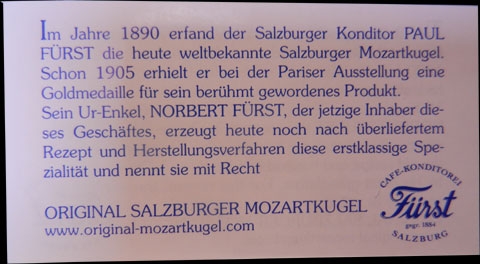 Im Jahre 1890 erfand der Salzburger Konditor PAUL
FÜRST die heute weltbekannte Salzburger Mozartkugel.
Schon 1905 erhielt er bei der Pariser Ausstellung eine
Goldmedaille für sein berühmt gewordenes Produkt.
Sein Ur-Enkel, NORBERT FÜRST, der jetzige Inhaber die-
ses Geschäftes, erzeugt heute noch nach überliefertem
Rezept und Herstellungsverfahren diese erstklassige Spe-
zialität und nennt sie mit Recht
ORIGINAL SALZBURGER MOZARTKUGEL
www.original-mozartkugel.com
CAFE-KONDITOREI
Fürst
gegr. 1884
SALZBURG